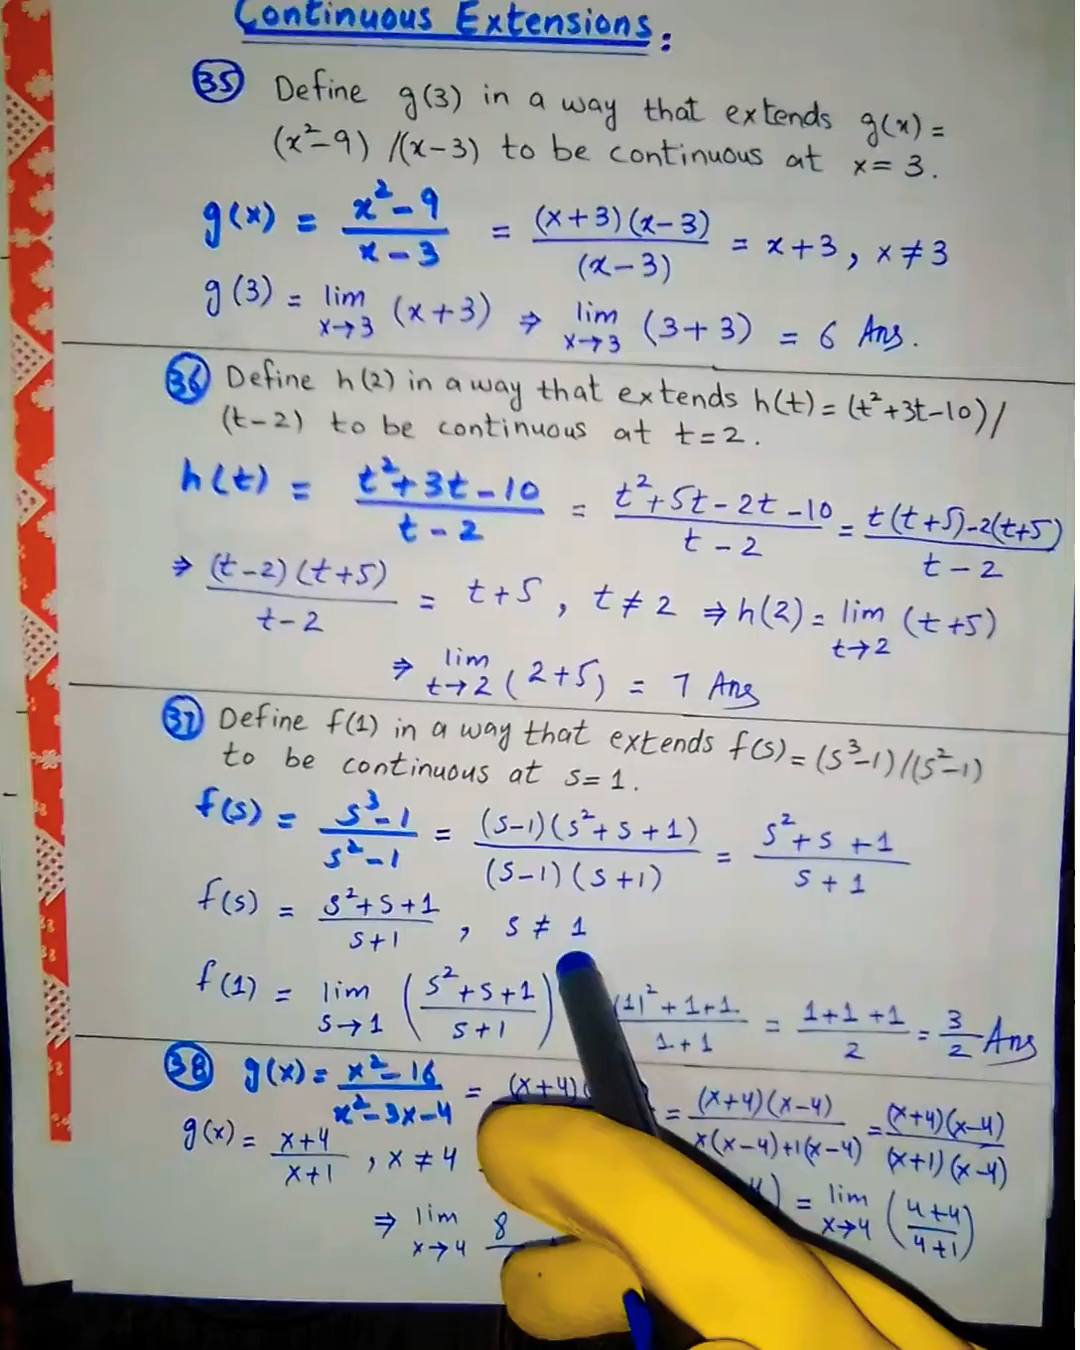 Continuous Extensions:
35 Define g(3) in a way that extends g(x) =
(x²-9) /(x-3) to be continuous at x = 3.
g(x) = x²-9 / x-3 = (x+3)(x-3) / (x-3) = x+3, x≠3
g(3) = lim x→3 (x+3) ⇒ lim x→3 (3+3) = 6 Ans.
36 Define h(2) in a way that extends h(t) = (t²+3t-10)/
(t-2) to be continuous at t=2.
h(t) = t²+3t-10 / t-2 = t²+5t-2t-10 / t-2 = t(t+5)-2(t+5) / t-2
⇒ (t-2)(t+5) / t-2 = t+5, t≠2 ⇒ h(2) = lim t→2 (t+5)
⇒ lim t→2 (2+5) = 7 Ans
37 Define f(1) in a way that extends f(s) = (s³-1)/(s²-1)
to be continuous at s=1.
f(s) = s³-1 / s²-1 = (s-1)(s²+s+1) / (s-1)(s+1) = s²+s+1 / s+1
f(s) = s²+s+1 / s+1, s≠1
f(1) = lim s→1 (s²+s+1 / s+1) (1)²+1+1 / 1+1 = 1+1+1 / 2 = 3/2 Ans
38 g(x) = x²-16 / x²-3x-4 = (x+4)( = (x+4)(x-4) / x(x-4)+1(x-4) = (x+4)(x-4) / (x+1)(x-4)
g(x) = x+4 / x+1, x≠4 = lim x→4 (4+4 / 4+1)
⇒ lim x→4 8